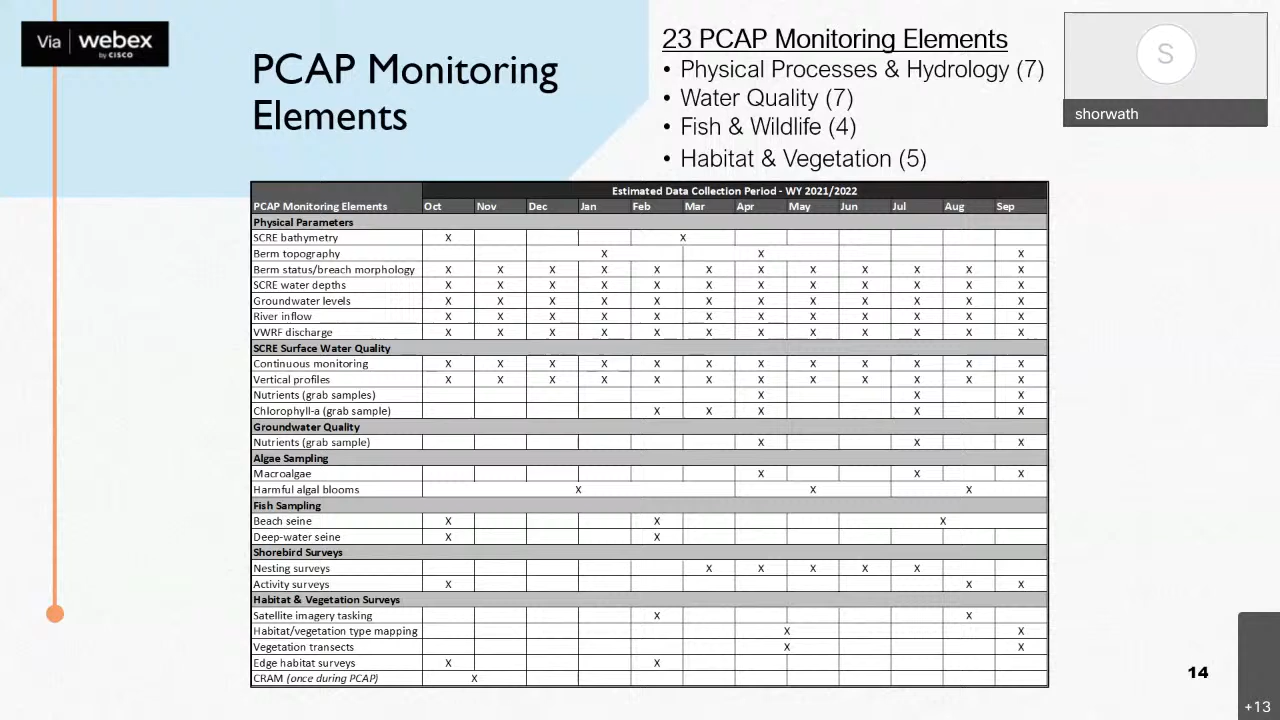 Via | webex
by CISCO
PCAP Monitoring
Elements
23 PCAP Monitoring Elements
• Physical Processes & Hydrology (7)
• Water Quality (7)
• Fish & Wildlife (4)
• Habitat & Vegetation (5)
S
shorwath
Estimated Data Collection Period - WY 2021/2022
PCAP Monitoring Elements Oct Nov Dec Jan Feb Mar Apr May Jun Jul Aug Sep
Physical Parameters
SCRE bathymetry X X
Berm topography X X X
Berm status/breach morphology X X X X X X X X X X X X
SCRE water depths X X X X X X X X X X X X
Groundwater levels X X X X X X X X X X X X
River inflow X X X X X X X X X X X X
VWRF discharge X X X X X X X X X X X X
SCRE Surface Water Quality
Continuous monitoring X X X X X X X X X X X X
Vertical profiles X X X X X X X X X X X X
Nutrients (grab samples) X X X
Chlorophyll-a (grab sample) X X X X X
Groundwater Quality
Nutrients (grab sample) X X X
Algae Sampling
Macroalgae X X X
Harmful algal blooms X X X
Fish Sampling
Beach seine X X X
Deep-water seine X X
Shorebird Surveys
Nesting surveys X X X X X
Activity surveys X X X
Habitat & Vegetation Surveys
Satellite imagery tasking X X
Habitat/vegetation type mapping X X
Vegetation transects X X
Edge habitat surveys X X
CRAM (once during PCAP) X
14
+13